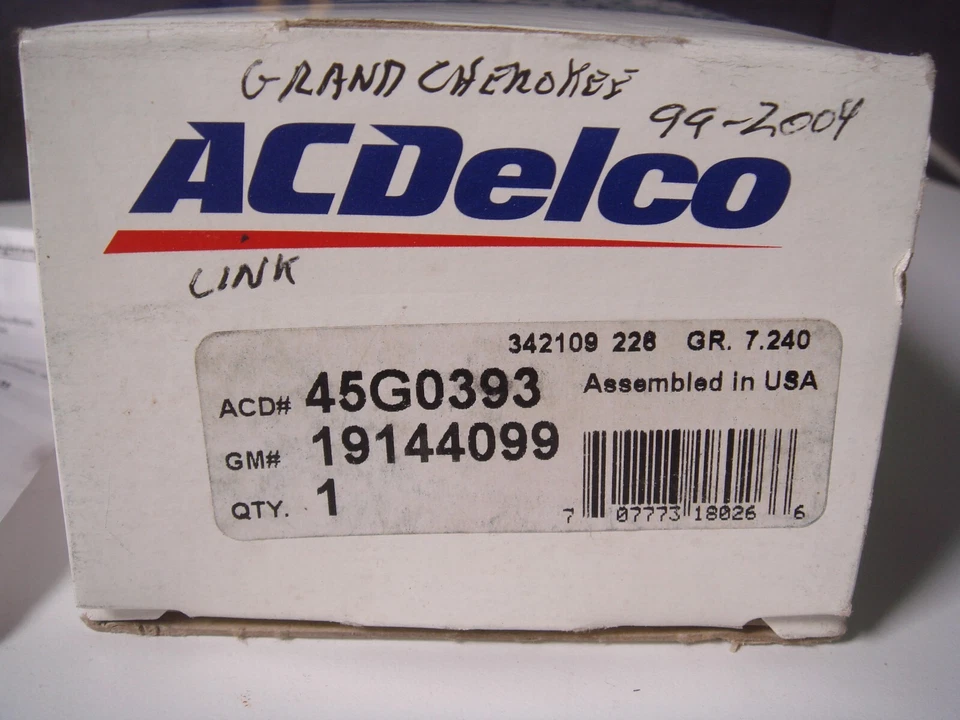 GRAND CHEROKEE
99-2004
ACDelco
LINK
342109 228 GR. 7.240
ACD# 45G0393 Assembled in USA
GM# 19144099
QTY. 1
7 07773 18026 6